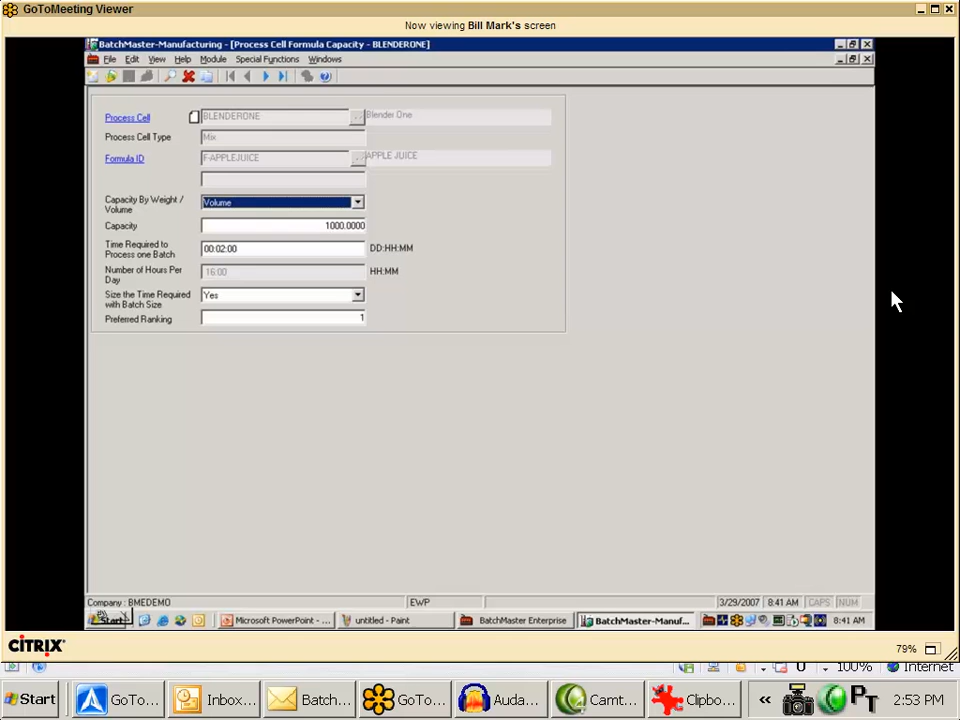 GoToMeeting Viewer
Now viewing Bill Mark's screen
BatchMaster-Manufacturing - [Process Cell Formula Capacity - BLENDERONE]
File Edit View Help Module Special Functions Windows
Process Cell BLENDERONE ... Blender One
Process Cell Type Mix
Formula ID F-APPLEJUICE ... APPLE JUICE
Capacity By Weight / Volume Volume
Capacity 1000.0000
Time Required to Process one Batch 00:02:00 DD:HH:MM
Number of Hours Per Day 16:00 HH:MM
Size the Time Required with Batch Size Yes
Preferred Ranking 1
Company : BMEDEMO EWP 3/29/2007 8:41 AM CAPS NUM
Start Microsoft PowerPoint - ... untitled - Paint BatchMaster Enterprise BatchMaster-Manuf... 8:41 AM
CITRIX 79%
U 100% Internet
Start GoTo... Inbox... Batch... GoTo... Auda... Camt... Clipbo... « PT 2:53 PM